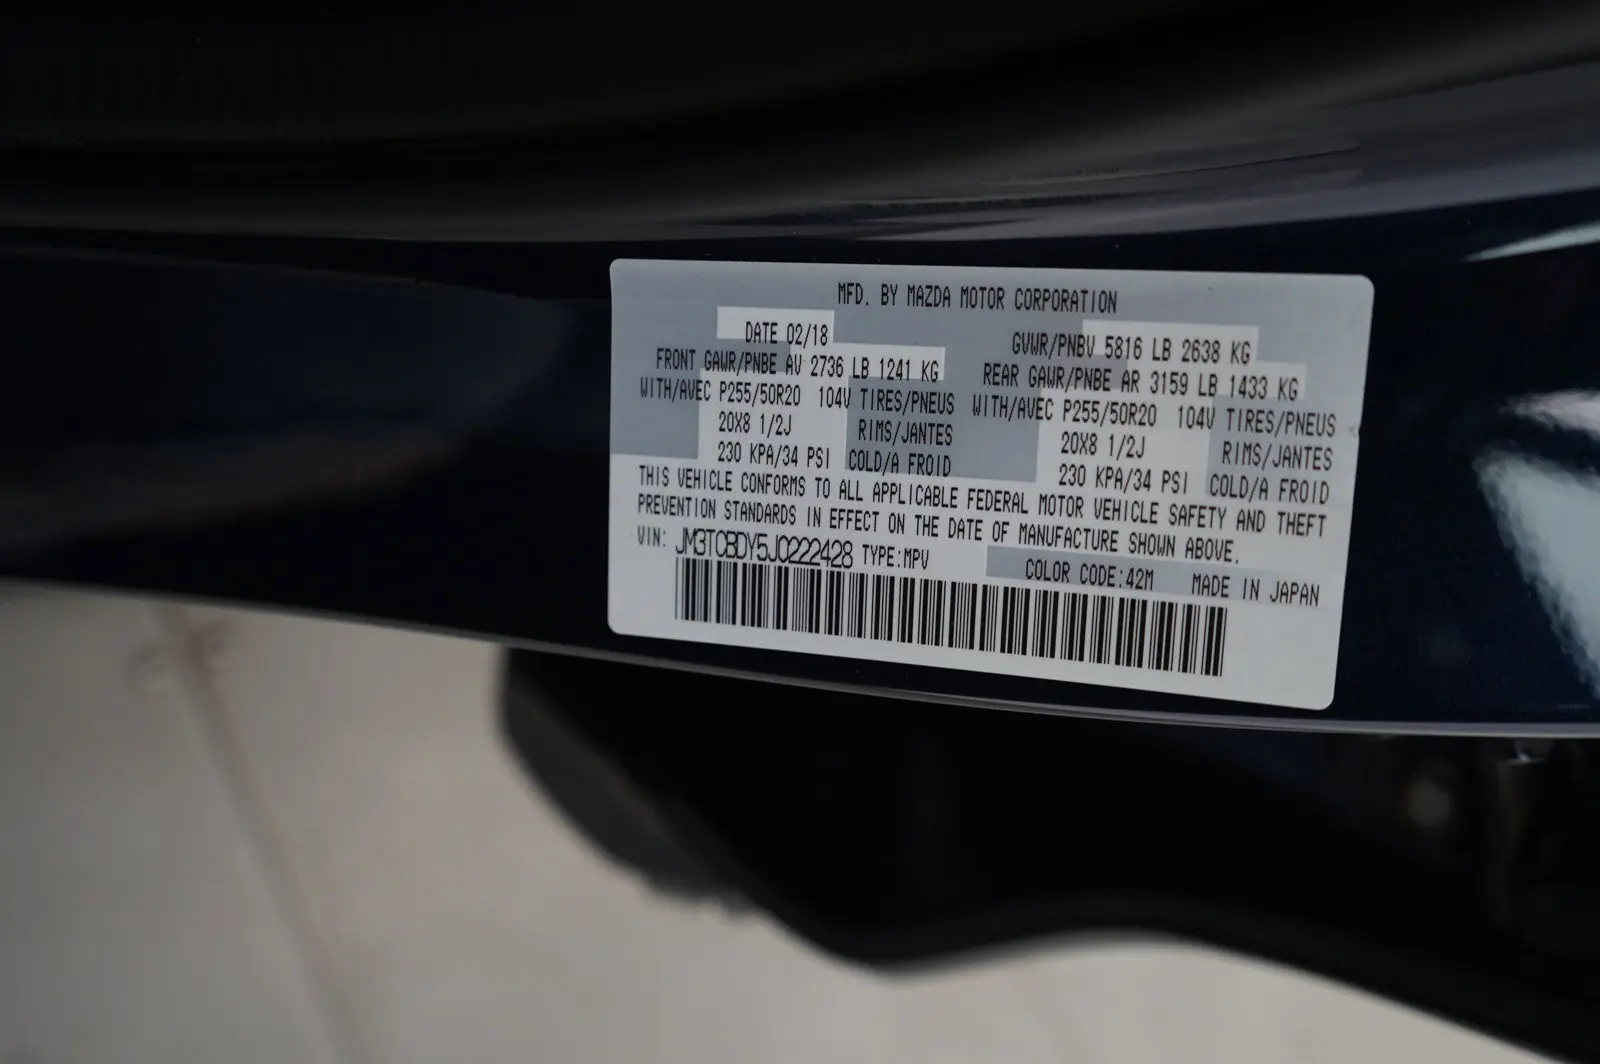 MFD. BY MAZDA MOTOR CORPORATION
DATE 02/18
GVWR/PNBV 5816 LB 2638 KG
FRONT GAWR/PNBE AV 2736 LB 1241 KG
REAR GAWR/PNBE AR 3159 LB 1433 KG
WITH/AVEC P255/50R20 104V TIRES/PNEUS
WITH/AVEC P255/50R20 104V TIRES/PNEUS
20X8 1/2J RIMS/JANTES
20X8 1/2J RIMS/JANTES
230 KPA/34 PSI COLD/A FROID
230 KPA/34 PSI COLD/A FROID
THIS VEHICLE CONFORMS TO ALL APPLICABLE FEDERAL MOTOR VEHICLE SAFETY AND THEFT
PREVENTION STANDARDS IN EFFECT ON THE DATE OF MANUFACTURE SHOWN ABOVE.
VIN: JM3TCBDY5J0222428 TYPE:MPV COLOR CODE:42M MADE IN JAPAN